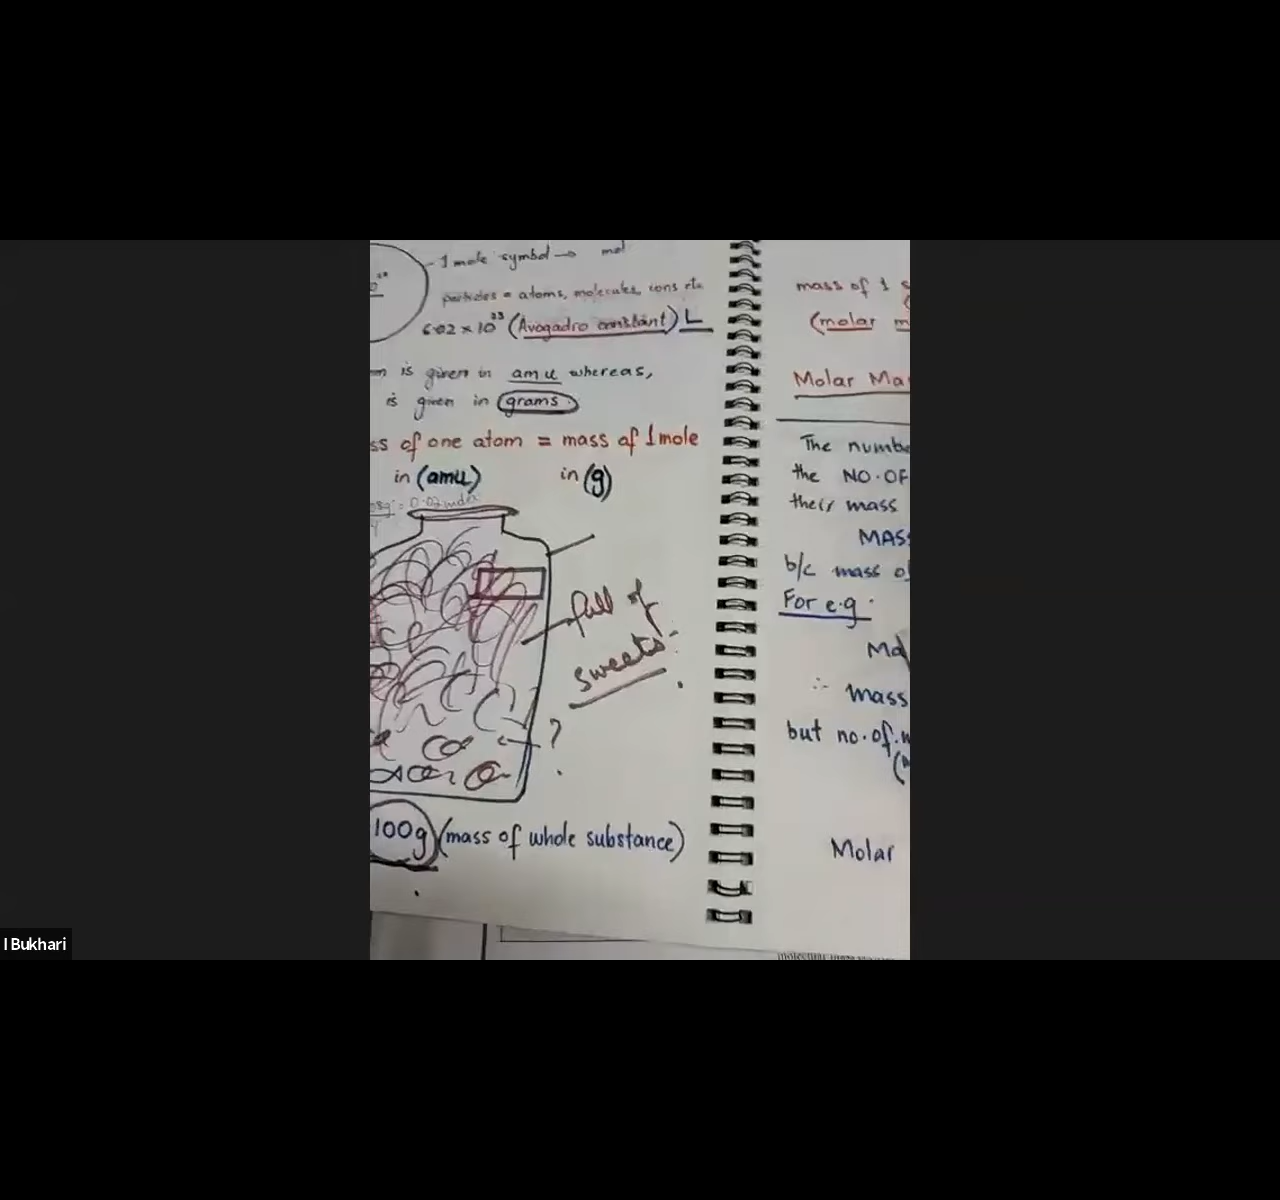 1 mole symbol → mol
particles = atoms, molecules, ions etc
6.02 × 10²³ (Avogadro constant) L
is given in amu whereas,
is given in grams.
ss of one atom = mass of 1 mole
in (amu) in (g)
full of
sweets
?
100g (mass of whole substance)
mass of 1
(molar m
Molar Ma
The numbe
the NO. OF
their mass
MASS
b/c mass of
For e.g.
∴ mass
but no. of
Molar
I Bukhari